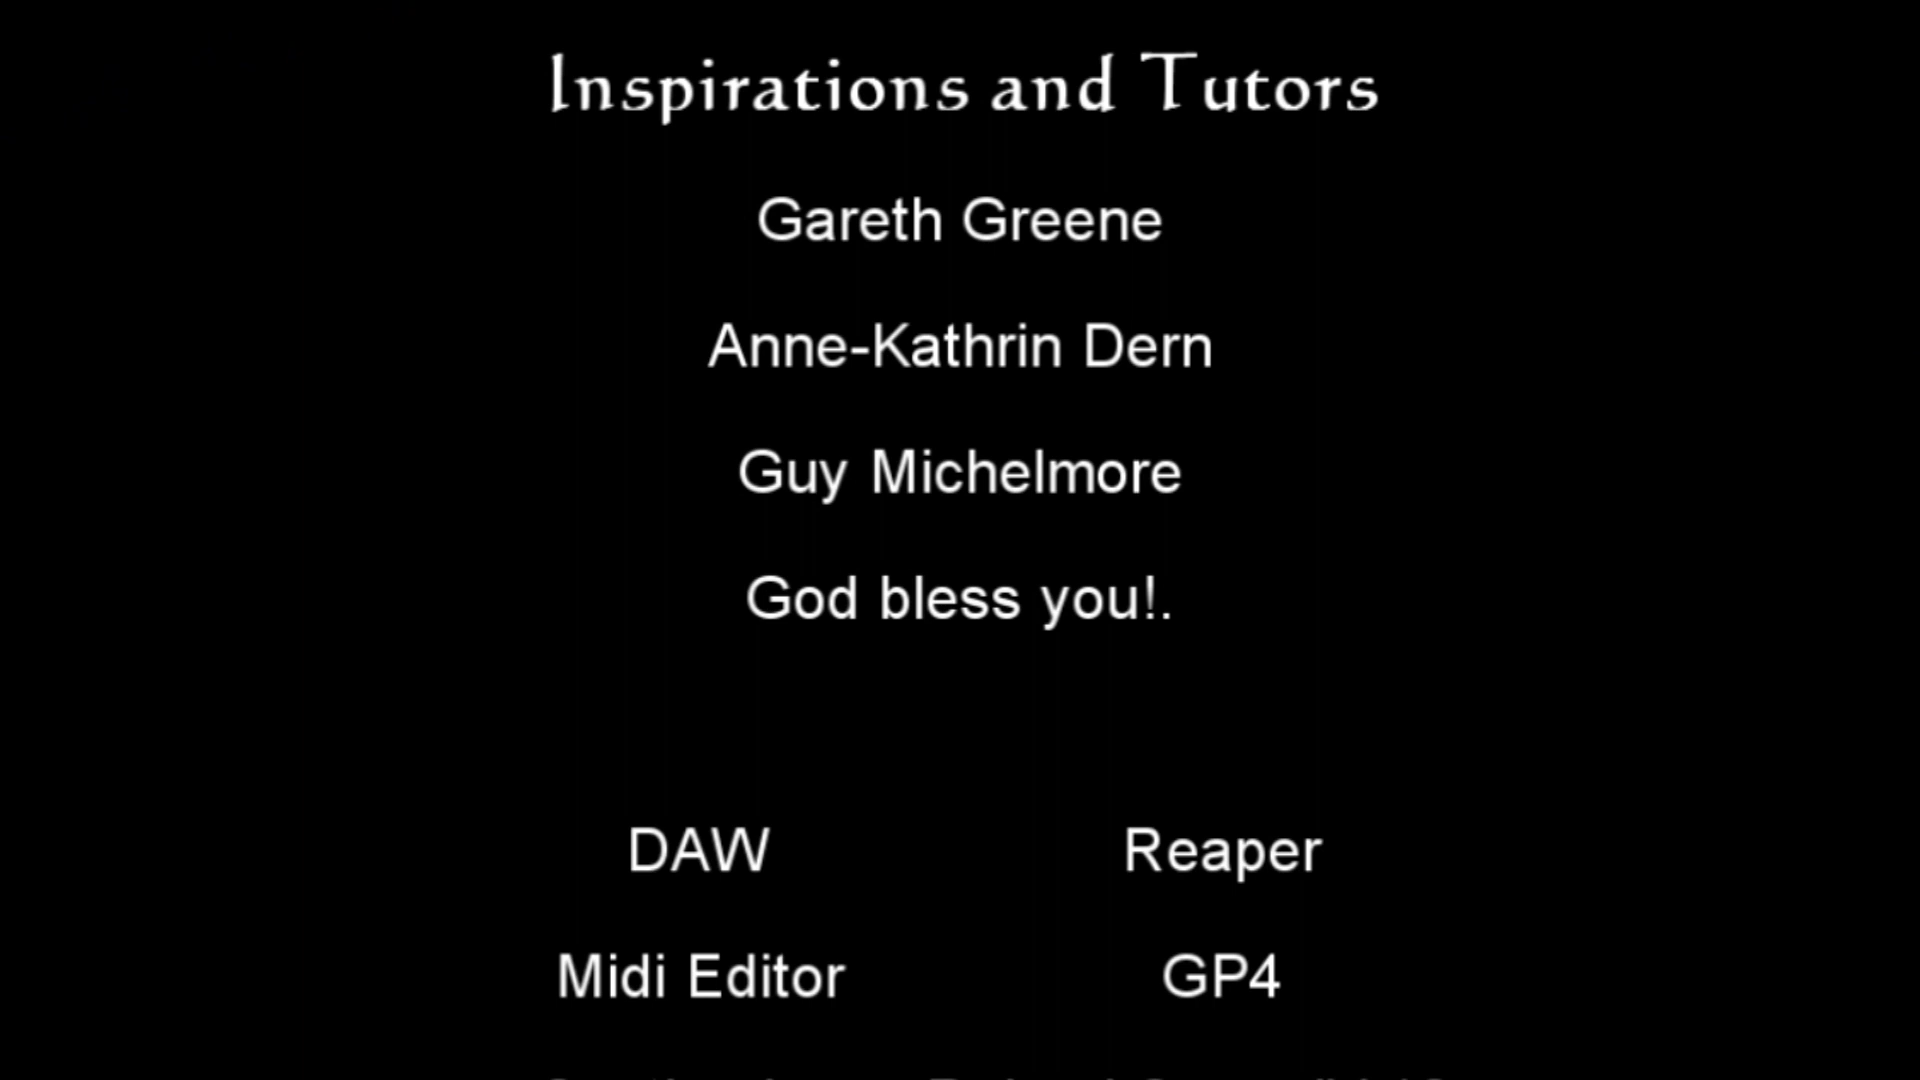 Inspirations and Tutors
Gareth Greene
Anne-Kathrin Dern
Guy Michelmore
God bless you!.
DAW Reaper
Midi Editor GP4